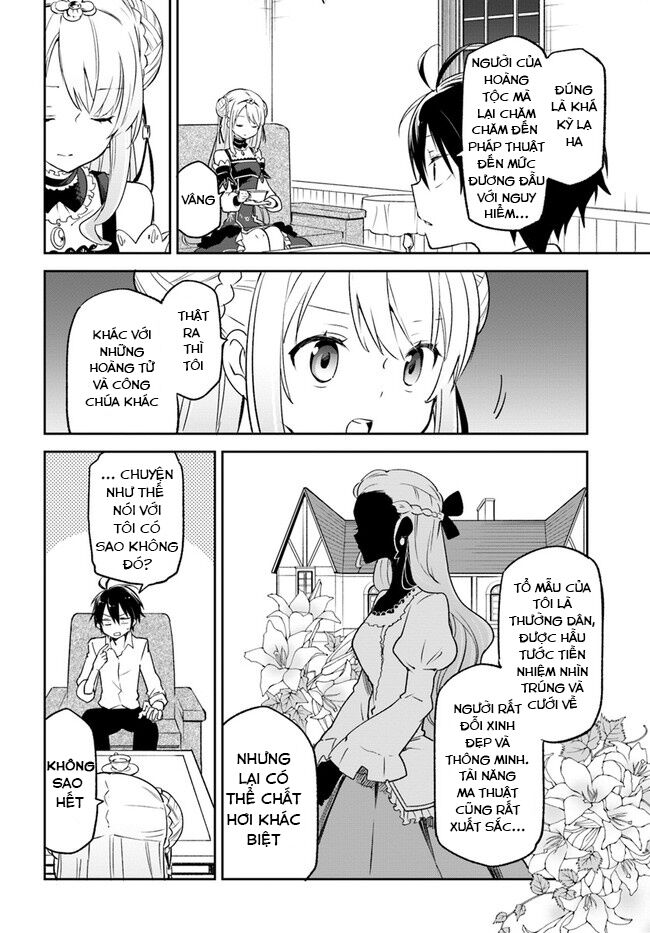 ĐÚNG
LÀ KHÁ
KỲ LẠ
HA
NGƯỜI CỦA
HOÀNG
TỘC MÀ
LẠI CHĂM
CHĂM ĐẾN
PHÁP THUẬT
ĐẾN MỨC
ĐƯƠNG ĐẦU
VỚI NGUY
HIỂM...
VÂNG
THẬT
RA
THÌ
TÔI
KHÁC VỚI
NHỮNG
HOÀNG TỬ
VÀ CÔNG
CHÚA KHÁC
TỔ MẪU CỦA
TÔI LÀ
THƯỜNG DÂN,
ĐƯỢC HẦU
TƯỚC TIỀN
NHIỆM NHÌN
TRÚNG VÀ
CƯỚI VỀ
NGƯỜI RẤT
ĐỖI XINH
ĐẸP VÀ
THÔNG MINH.
TÀI NĂNG
MA THUẬT
CŨNG RẤT
XUẤT SẮC...
NHƯNG
LẠI CÓ
THỂ CHẤT
HƠI KHÁC
BIỆT
... CHUYỆN
NHƯ THẾ
NÓI VỚI
TÔI CÓ
SAO KHÔNG
ĐÓ?
KHÔNG
SAO
HẾT